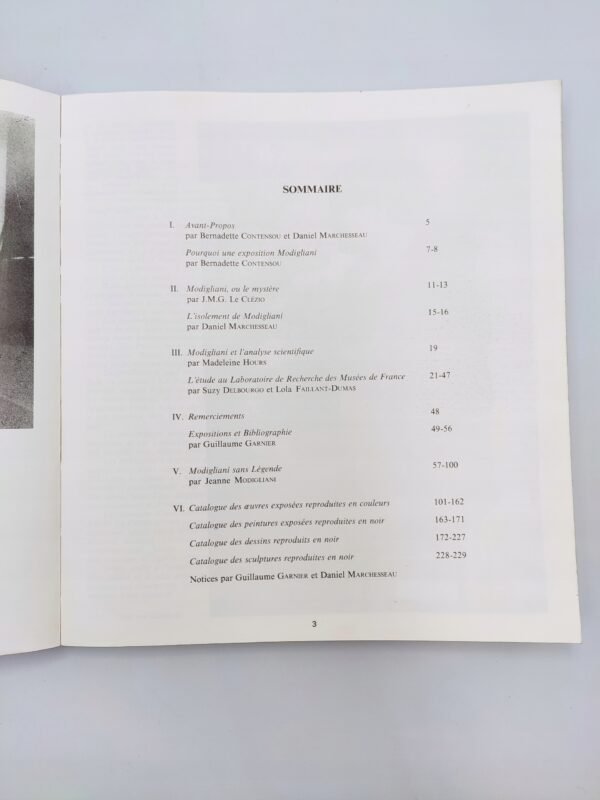 SOMMAIRE
I. Avant-Propos 5
par Bernadette CONTENSOU et Daniel MARCHESSEAU
Pourquoi une exposition Modigliani 7-8
par Bernadette CONTENSOU
II. Modigliani, ou le mystère 11-13
par J.M.G. LE CLÉZIO
L'isolement de Modigliani 15-16
par Daniel MARCHESSEAU
III. Modigliani et l'analyse scientifique 19
par Madeleine HOURS
L'étude au Laboratoire de Recherche des Musées de France 21-47
par Suzy DELBOURGO et Lola FAILLANT-DUMAS
IV. Remerciements 48
Expositions et Bibliographie 49-56
par Guillaume GARNIER
V. Modigliani sans Légende 57-100
par Jeanne MODIGLIANI
VI. Catalogue des œuvres exposées reproduites en couleurs 101-162
Catalogue des peintures exposées reproduites en noir 163-171
Catalogue des dessins reproduits en noir 172-227
Catalogue des sculptures reproduites en noir 228-229
Notices par Guillaume GARNIER et Daniel MARCHESSEAU
3